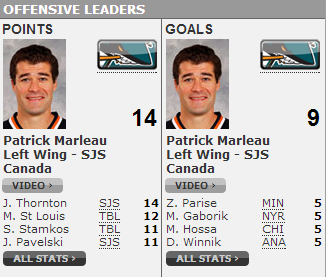 OFFENSIVE LEADERS
POINTS
14
Patrick Marleau
Left Wing - SJS
Canada
VIDEO >
J. Thornton SJS 14
M. St Louis TBL 12
S. Stamkos TBL 11
J. Pavelski SJS 11
ALL STATS >
GOALS
9
Patrick Marleau
Left Wing - SJS
Canada
VIDEO >
Z. Parise MIN 5
M. Gaborik NYR 5
M. Hossa CHI 5
D. Winnik ANA 5
ALL STATS >